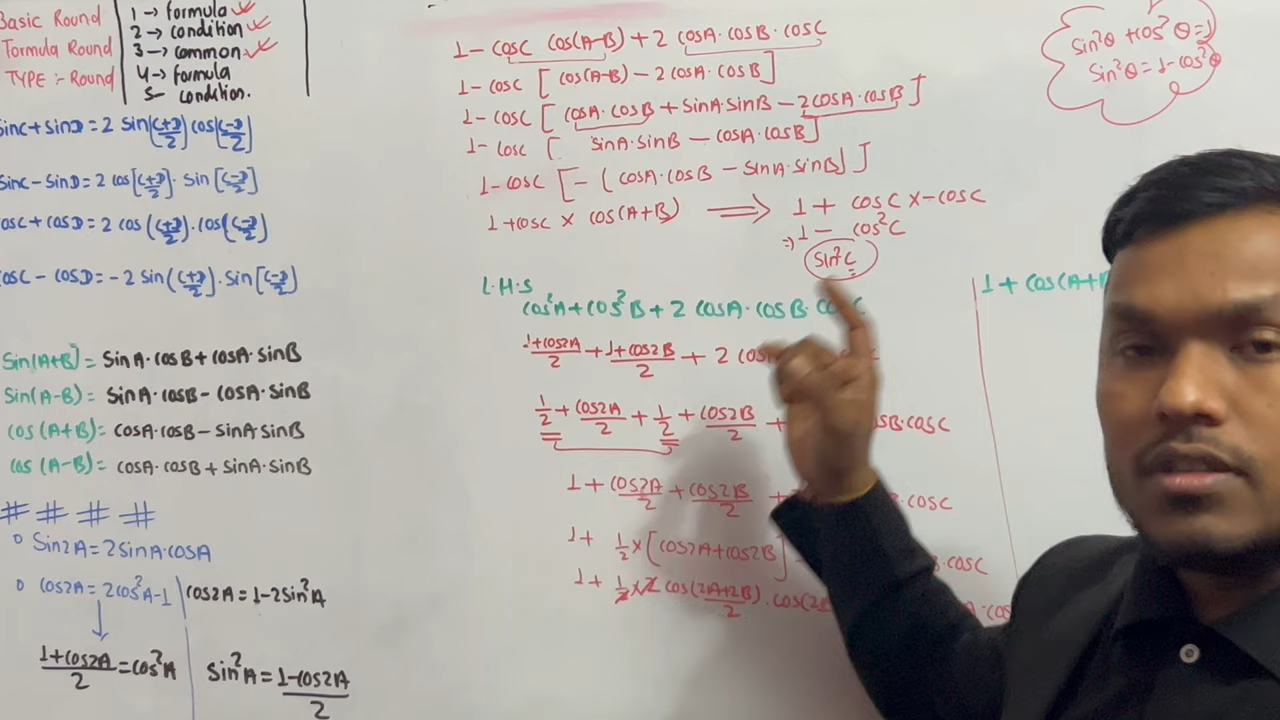 Basic Round
Formula Round
TYPE :- Round
1 → formula ✓
2 → condition ✓
3 → common ✓
4 → formula
5 - condition.
sinC + sinD = 2 sin(C+D/2) cos(C-D/2)
sinC - sinD = 2 cos[C+D/2] . sin[C-D/2]
cosC + cosD = 2 cos(C+D/2) . cos(C-D/2)
cosC - cosD = -2 sin(C+D/2) . sin[C-D/2]
Sin(A+B) = SinA·cosB + cosA·sinB
Sin(A-B) = SinA·cosB - cosA·sinB
cos(A+B) = cosA·cosB - sinA·sinB
cos(A-B) = cosA·cosB + sinA·sinB
# # # #
Sin2A = 2 sinA·cosA
cos2A = 2cos²A - 1 | cos2A = 1 - 2sin²A
1+cos2A/2 = cos²A
Sin²A = 1-cos2A/2
1 - cosC cos(A-B) + 2 cosA·cosB·cosC
1 - cosC [ cos(A-B) - 2cosA·cosB ]
1 - cosC [ cosA·cosB + sinA·sinB - 2cosA·cosB ]
1 - cosC [ sinA·sinB - cosA·cosB ]
1 - cosC [ - ( cosA·cosB - sinA·sinB ) ]
1 + cosC × cos(A+B) ⟹ 1 + cosC × -cosC
⇒ 1 - cos²C
Sin²C
Sin²θ + cos²θ = 1
Sin²θ = 1 - cos²θ
L.H.S
cos²A + cos²B + 2 cosA·cosB·cosC
1+cos2A/2 + 1+cos2B/2 + 2
1/2 + cos2A/2 + 1/2 + cos2B/2 + sB·cosC
1 + cos2A/2 + cos2B/2 + ·cosC
1 + 1/2 × [cos2A + cos2B] B·cosC
1 + 1/2 × 2 cos(2A+2B)/2 . cos(2
1 + cos(A+